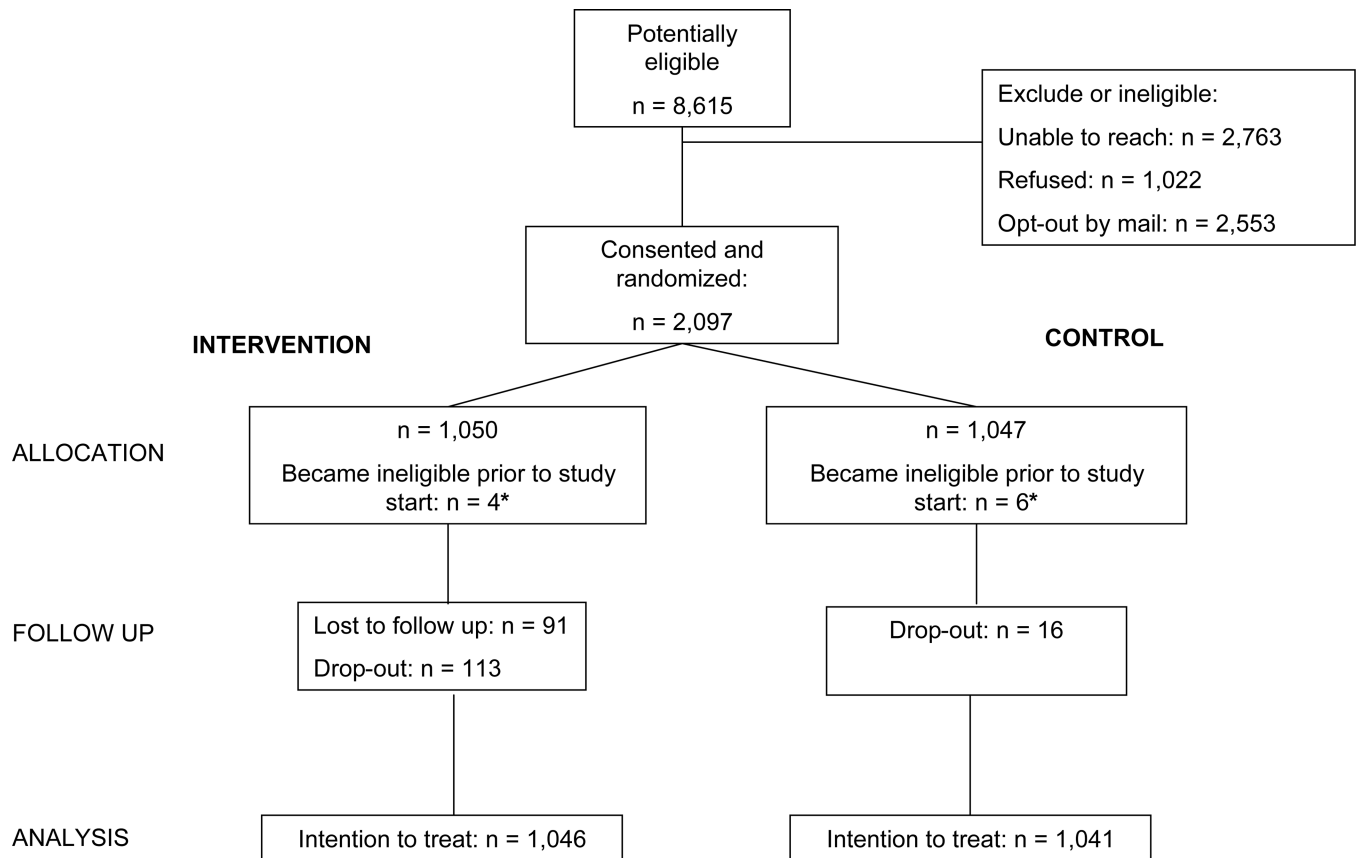 Potentially
eligible
n = 8,615
Exclude or ineligible:
Unable to reach: n = 2,763
Refused: n = 1,022
Opt-out by mail: n = 2,553
Consented and
randomized:
n = 2,097
INTERVENTION
CONTROL
ALLOCATION
n = 1,050
Became ineligible prior to study
start: n = 4*
n = 1,047
Became ineligible prior to study
start: n = 6*
FOLLOW UP
Lost to follow up: n = 91
Drop-out: n = 113
Drop-out: n = 16
ANALYSIS
Intention to treat: n = 1,046
Intention to treat: n = 1,041